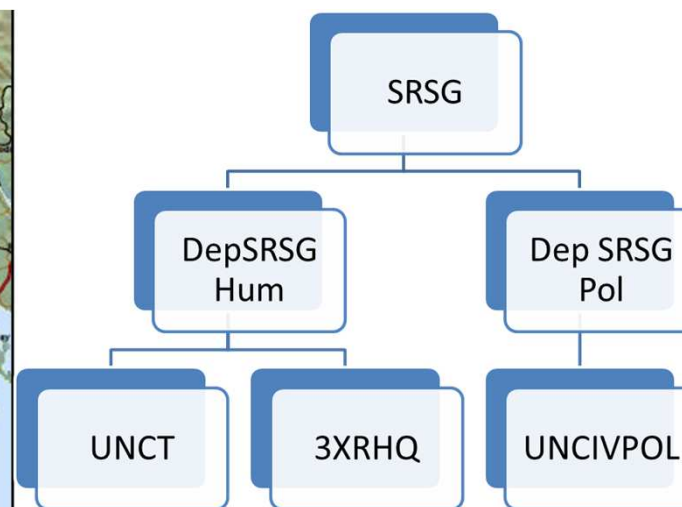 SRSG
DepSRSG
Hum
Dep SRSG
Pol
UNCT
3XRHQ
UNCIVPOL